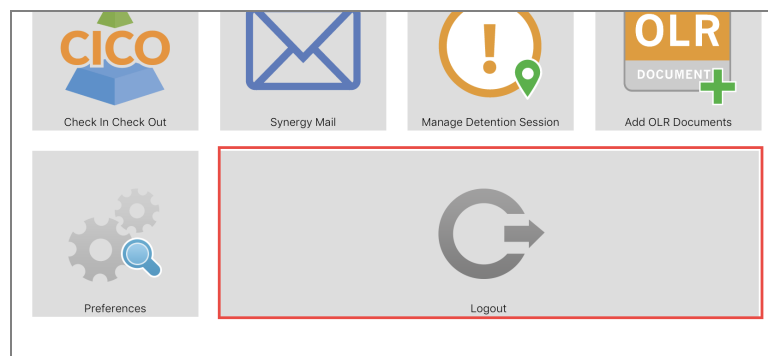 CICO
OLR
DOCUMENT
Check In Check Out
Synergy Mail
Manage Detention Session
Add OLR Documents
Preferences
Logout